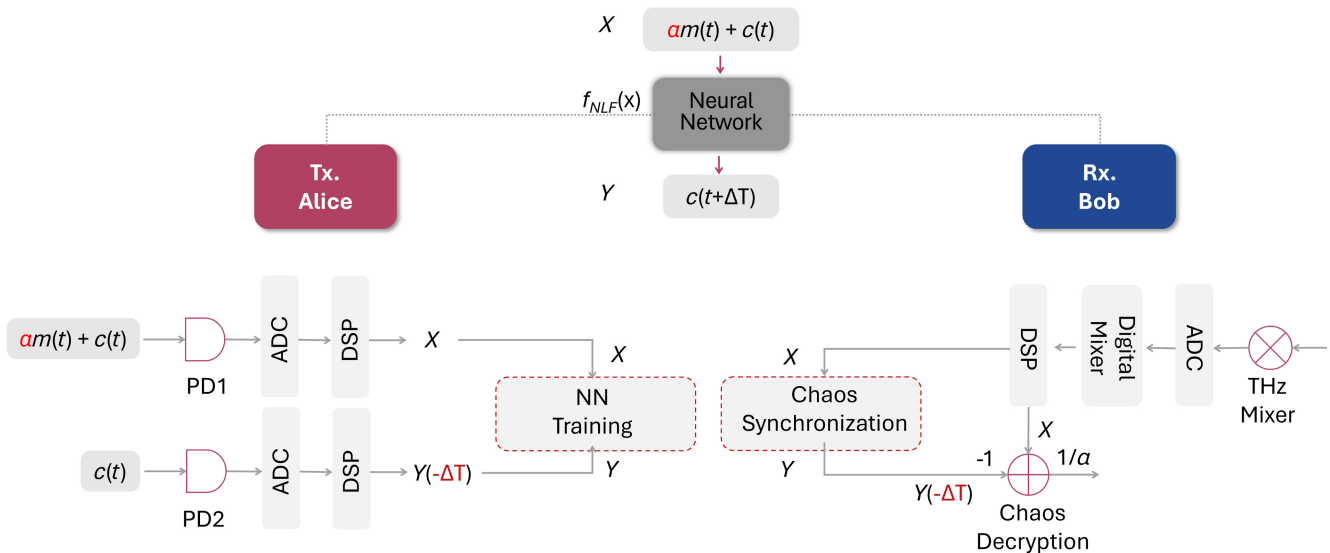 X
αm(t) + c(t)
f_NLF(x)
Neural
Network
Tx.
Alice
Rx.
Bob
Y
c(t+ΔT)
αm(t) + c(t)
PD1
ADC
DSP
X
X
NN
Training
c(t)
PD2
ADC
DSP
Y(-ΔT)
Y
DSP
Digital
Mixer
ADC
THz
Mixer
X
Chaos
Synchronization
X
Y
-1
1/α
Y(-ΔT)
Chaos
Decryption